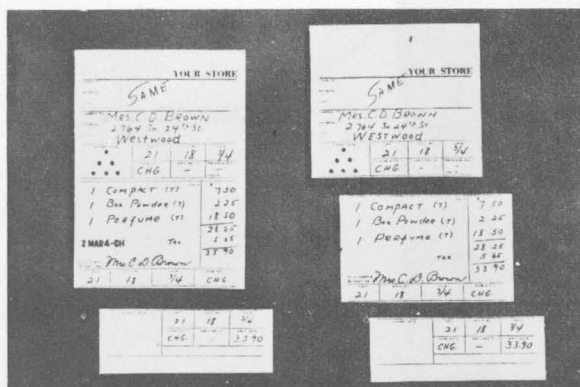 YOUR STORE
SAME
MRS. C D BROWN
2764 So 24th St.
WESTWOOD
21 18 3/4
CHG - -
1 COMPACT (T) 7 50
1 Box Powder (T) 2 25
1 PERFUME (T) 18 50
28 25
2 MAR 4-CH TAX 5 65
33 90
Mrs C. D. Brown
21 18 3/4 CHG
21 18 3/4
CHG - 33.90
YOUR STORE
SAME
MRS. C. D. BROWN
2764 So 24th St
WESTWOOD
21 18 3/4
CHG - -
1 COMPACT (T) 7 50
1 Box Powder (T) 2 25
1 PERFUME (T) 18 50
28 25
TAX 5 65
33 90
Mrs C. D. Brown
21 18 3/4 CHG
21 18 3/4
CHG - 33.90